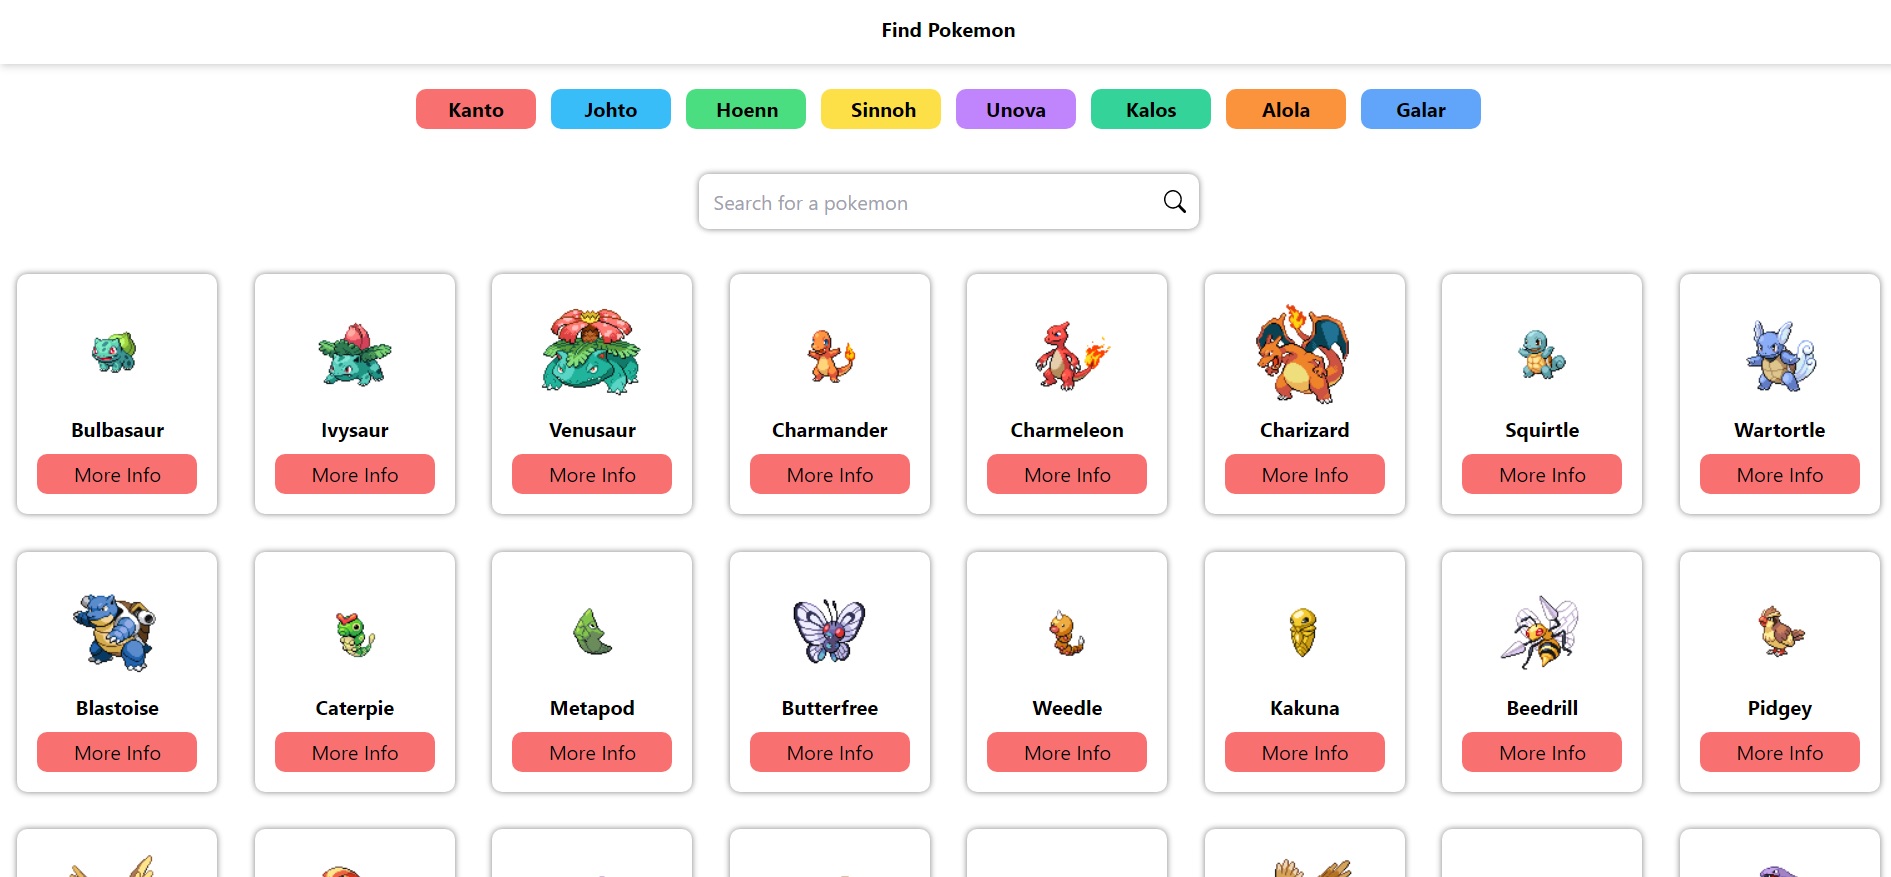 Find Pokemon
Kanto Johto Hoenn Sinnoh Unova Kalos Alola Galar
Search for a pokemon
Bulbasaur Ivysaur Venusaur Charmander Charmeleon Charizard Squirtle Wartortle
More Info More Info More Info More Info More Info More Info More Info More Info
Blastoise Caterpie Metapod Butterfree Weedle Kakuna Beedrill Pidgey
More Info More Info More Info More Info More Info More Info More Info More Info